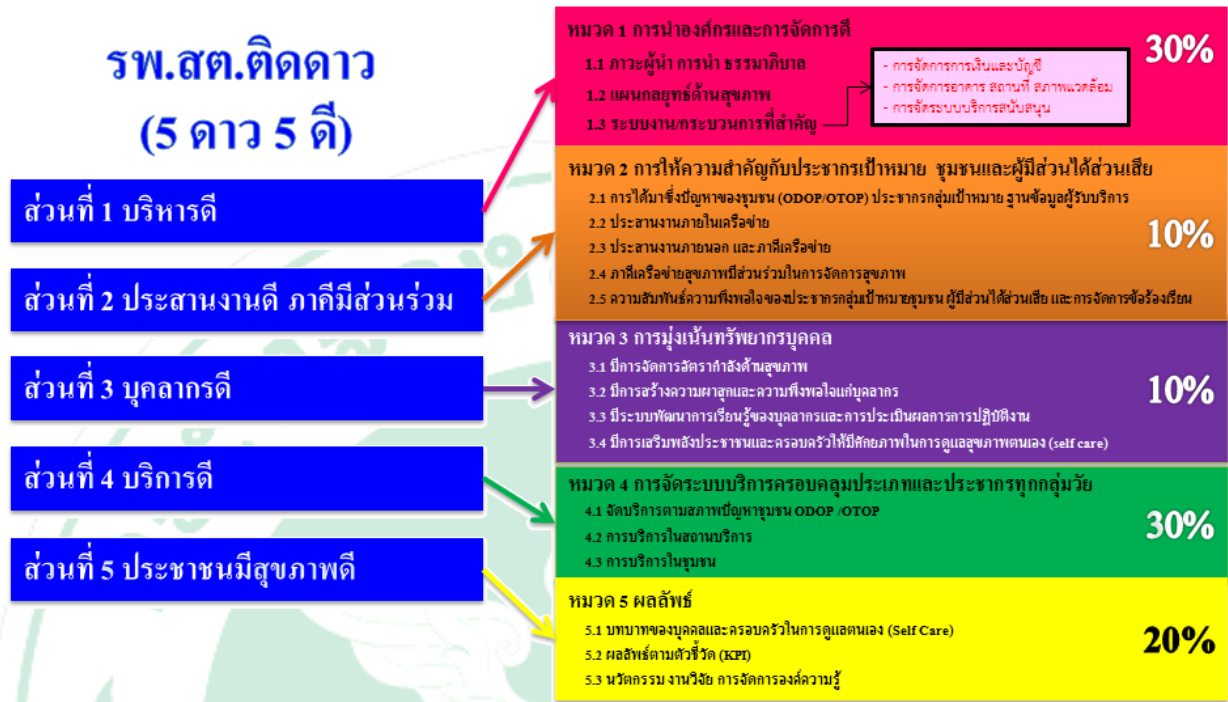 รพ.สต.ติดดาว
(5 ดาว 5 ดี)
ส่วนที่ 1 บริหารดี
ส่วนที่ 2 ประสานงานดี ภาคีมีส่วนร่วม
ส่วนที่ 3 บุคลากรดี
ส่วนที่ 4 บริการดี
ส่วนที่ 5 ประชาชนมีสุขภาพดี
หมวด 1 การนำองค์กรและการจัดการดี
1.1 ภาวะผู้นำ การนำ ธรรมาภิบาล
1.2 แผนกลยุทธ์ด้านสุขภาพ
1.3 ระบบงาน/กระบวนการที่สำคัญ
- การจัดการการเงินและบัญชี
- การจัดการอาคาร สถานที่ สภาพแวดล้อม
- การจัดระบบบริการสนับสนุน
30%
หมวด 2 การให้ความสำคัญกับประชากรเป้าหมาย ชุมชนและผู้มีส่วนได้ส่วนเสีย
2.1 การได้มาซึ่งปัญหาของชุมชน (ODOP/OTOP) ประชากรกลุ่มเป้าหมาย ฐานข้อมูลผู้รับบริการ
2.2 ประสานงานภายในเครือข่าย
2.3 ประสานงานภายนอก และภาคีเครือข่าย
2.4 ภาคีเครือข่ายสุขภาพมีส่วนร่วมในการจัดการสุขภาพ
2.5 ความสัมพันธ์ความพึงพอใจของประชากรกลุ่มเป้าหมายชุมชน ผู้มีส่วนได้ส่วนเสีย และการจัดการข้อร้องเรียน
10%
หมวด 3 การมุ่งเน้นทรัพยากรบุคคล
3.1 มีการจัดการอัตรากำลังด้านสุขภาพ
3.2 มีการสร้างความผาสุกและความพึงพอใจแก่บุคลากร
3.3 มีระบบพัฒนาการเรียนรู้ของบุคลากรและการประเมินผลการการปฏิบัติงาน
3.4 มีการเสริมพลังประชาชนและครอบครัวให้มีศักยภาพในการดูแลสุขภาพตนเอง (self care)
10%
หมวด 4 การจัดระบบบริการครอบคลุมประเภทและประชากรทุกกลุ่มวัย
4.1 จัดบริการตามสภาพปัญหาชุมชน ODOP /OTOP
4.2 การบริการในสถานบริการ
4.3 การบริการในชุมชน
30%
หมวด 5 ผลลัพธ์
5.1 บทบาทของบุคคลและครอบครัวในการดูแลตนเอง (Self Care)
5.2 ผลลัพธ์ตามตัวชี้วัด (KPI)
5.3 นวัตกรรม งานวิจัย การจัดการองค์ความรู้
20%